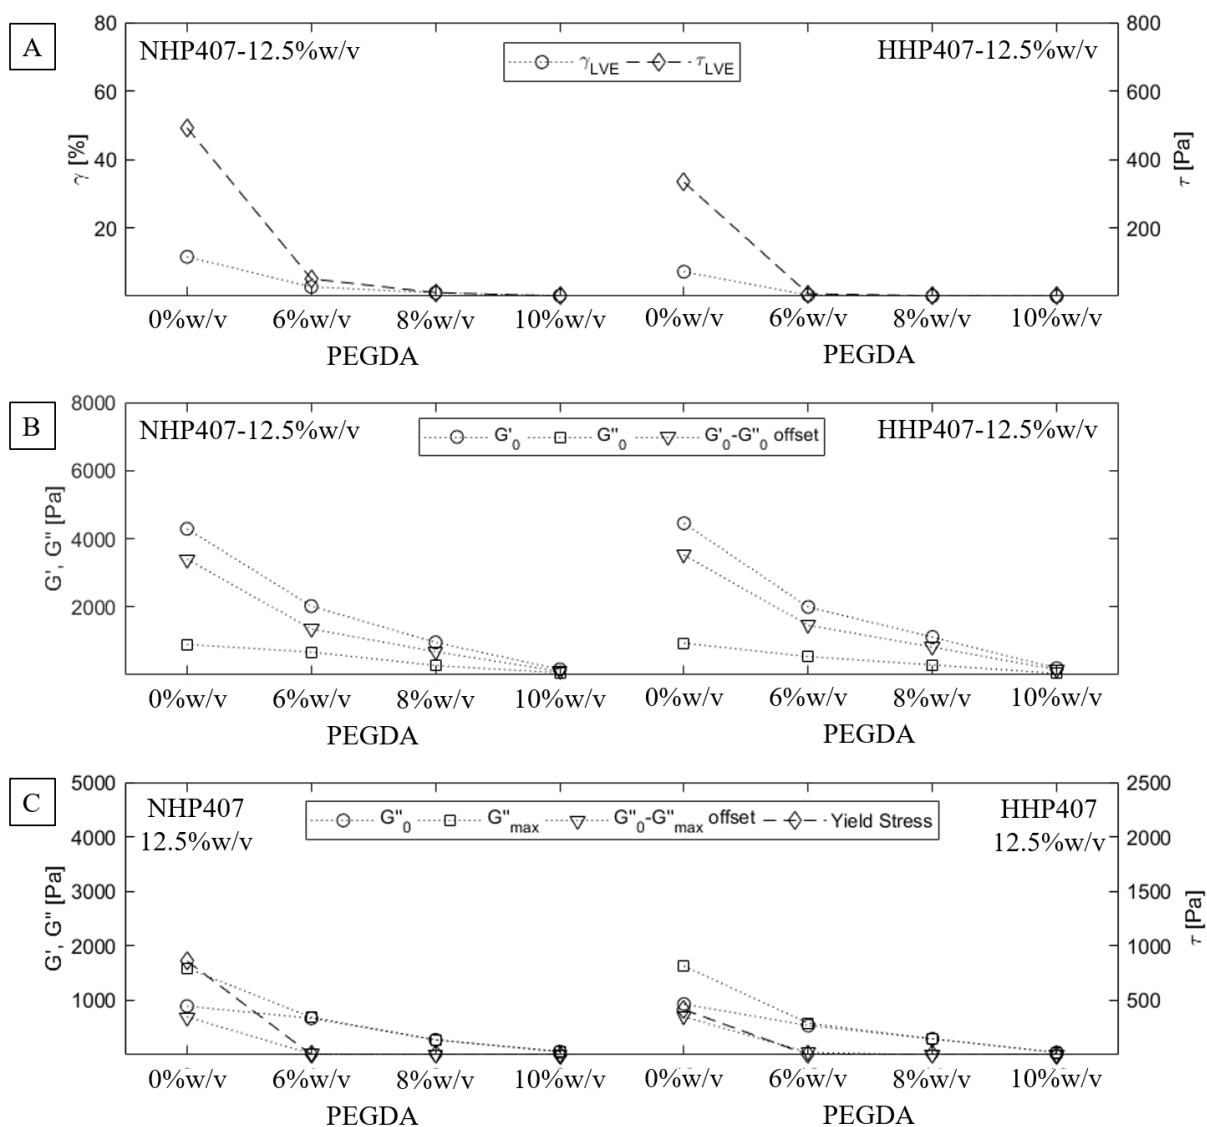 A
NHP407-12.5%w/v
HHP407-12.5%w/v
γLVE
τLVE
80
60
40
20
γ [%]
800
600
400
200
τ [Pa]
0%w/v 6%w/v 8%w/v 10%w/v 0%w/v 6%w/v 8%w/v 10%w/v
PEGDA PEGDA
B
NHP407-12.5%w/v
HHP407-12.5%w/v
G'0 G"0 G'0-G"0 offset
8000
6000
4000
2000
G', G" [Pa]
0%w/v 6%w/v 8%w/v 10%w/v 0%w/v 6%w/v 8%w/v 10%w/v
PEGDA PEGDA
C
NHP407
12.5%w/v
HHP407
12.5%w/v
G"0 G"max G"0-G"max offset Yield Stress
5000
4000
3000
2000
1000
G', G" [Pa]
2500
2000
1500
1000
500
τ [Pa]
0%w/v 6%w/v 8%w/v 10%w/v 0%w/v 6%w/v 8%w/v 10%w/v
PEGDA PEGDA